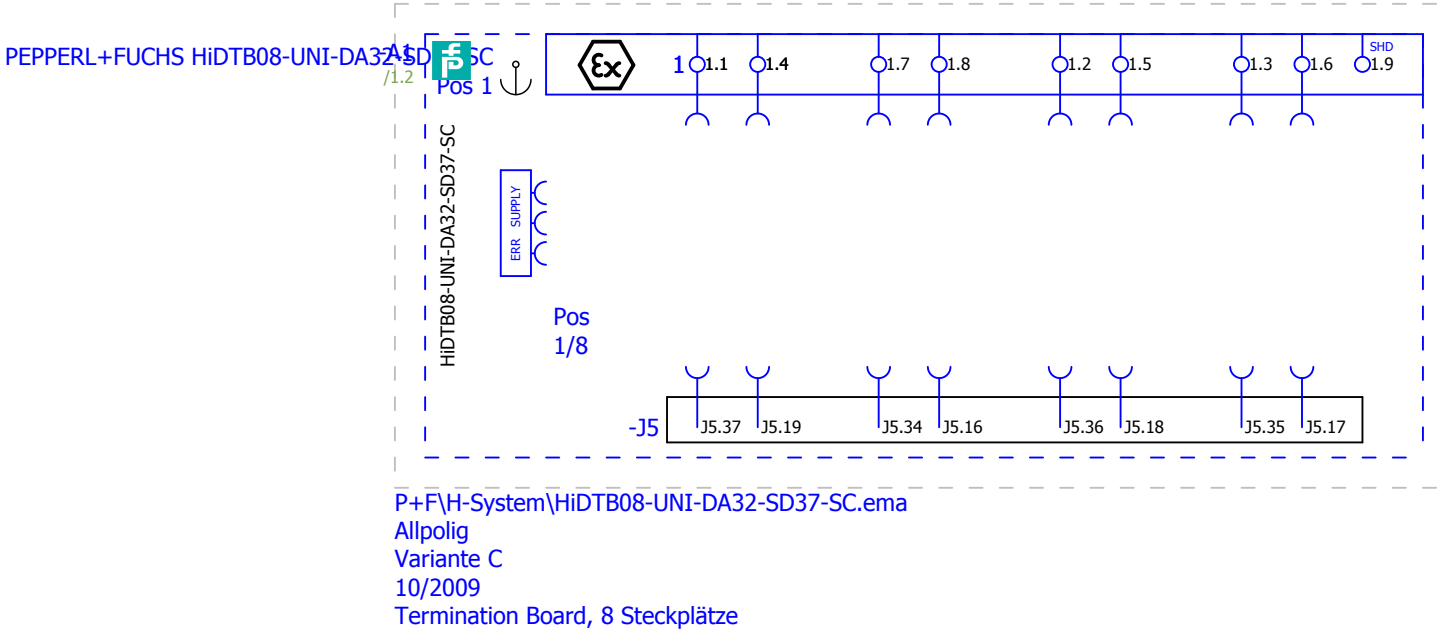 PEPPERL+FUCHS HiDTB08-UNI-DA32-SD37-SC
-A1
/1.2
Pos 1
Ex
1
1.1
1.4
1.7
1.8
1.2
1.5
1.3
1.6
SHD
1.9
HiDTB08-UNI-DA32-SD37-SC
SUPPLY
ERR
Pos
1/8
-J5
J5.37
J5.19
J5.34
J5.16
J5.36
J5.18
J5.35
J5.17
P+F\H-System\HiDTB08-UNI-DA32-SD37-SC.ema
Allpolig
Variante C
10/2009
Termination Board, 8 Steckplätze